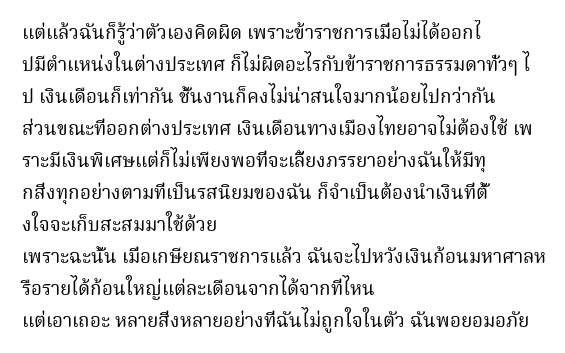 แต่แล้วฉันก็รู้ว่าตัวเองคิดผิด เพราะข้าราชการเมื่อไม่ได้ออกไ
ปมีตำแหน่งในต่างประเทศ ก็ไม่ผิดอะไรกับข้าราชการธรรมดาทั่วๆ ไ
ป เงินเดือนก็เท่ากัน ชั้นงานก็คงไม่น่าสนใจมากน้อยไปกว่ากัน
ส่วนขณะที่ออกต่างประเทศ เงินเดือนทางเมืองไทยอาจไม่ต้องใช้ เพ
ราะมีเงินพิเศษแต่ก็ไม่เพียงพอที่จะเลี้ยงภรรยาอย่างฉันให้มีทุ
กสิ่งทุกอย่างตามที่เป็นรสนิยมของฉัน ก็จำเป็นต้องนำเงินที่ตั้
งใจจะเก็บสะสมมาใช้ด้วย
เพราะฉะนั้น เมื่อเกษียณราชการแล้ว ฉันจะไปหวังเงินก้อนมหาศาลห
รือรายได้ก้อนใหญ่แต่ละเดือนจากได้จากที่ไหน
แต่เอาเถอะ หลายสิ่งหลายอย่างที่ฉันไม่ถูกใจในตัว ฉันพอยอมอภัย